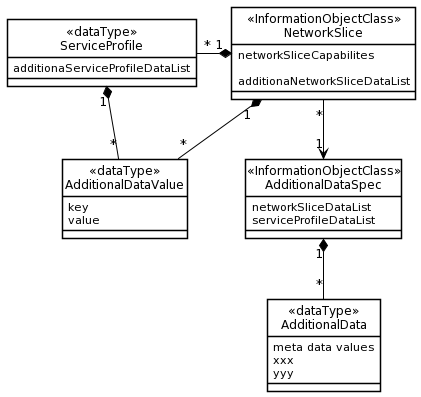 «dataType»
ServiceProfile
additionaServiceProfileDataList
* 1
«InformationObjectClass»
NetworkSlice
networkSliceCapabilites
additionaNetworkSliceDataList
1
1
*
*
*
1
«dataType»
AdditionalDataValue
key
value
«InformationObjectClass»
AdditionalDataSpec
networkSliceDataList
serviceProfileDataList
1
*
«dataType»
AdditionalData
meta data values
xxx
yyy